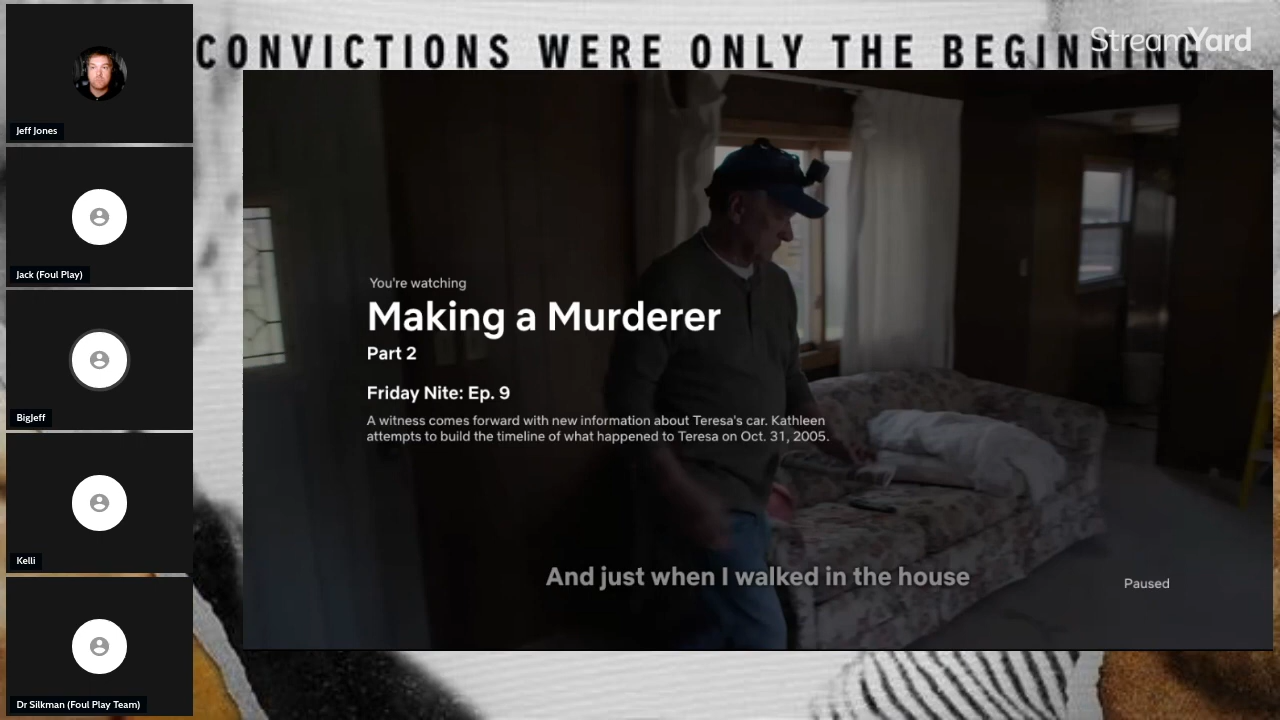 CONVICTIONS WERE ONLY THE BEGINNING
StreamYard
Jeff Jones
Jack (Foul Play)
BigJeff
Kelli
Dr Silkman (Foul Play Team)
You're watching
Making a Murderer
Part 2
Friday Nite: Ep. 9
A witness comes forward with new information about Teresa's car. Kathleen
attempts to build the timeline of what happened to Teresa on Oct. 31, 2005.
And just when I walked in the house
Paused